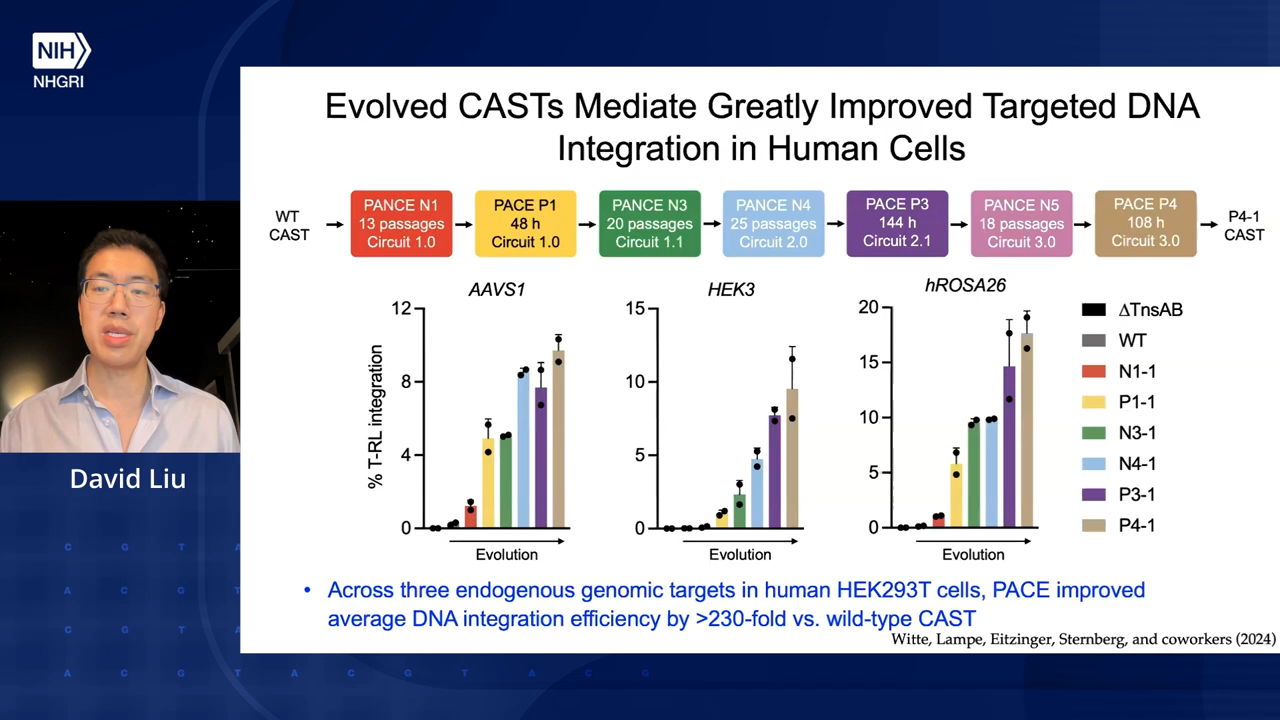 NIH
NHGRI
Evolved CASTs Mediate Greatly Improved Targeted DNA
Integration in Human Cells
WT
CAST
PANCE N1
13 passages
Circuit 1.0
PACE P1
48 h
Circuit 1.0
PANCE N3
20 passages
Circuit 1.1
PANCE N4
25 passages
Circuit 2.0
PACE P3
144 h
Circuit 2.1
PANCE N5
18 passages
Circuit 3.0
PACE P4
108 h
Circuit 3.0
P4-1
CAST
AAVS1
% T-RL integration
12
8
4
0
Evolution
HEK3
15
10
5
0
Evolution
hROSA26
20
15
10
5
0
Evolution
ΔTnsAB
WT
N1-1
P1-1
N3-1
N4-1
P3-1
P4-1
David Liu
• Across three endogenous genomic targets in human HEK293T cells, PACE improved
average DNA integration efficiency by >230-fold vs. wild-type CAST
Witte, Lampe, Eitzinger, Sternberg, and coworkers (2024)
C G T A
A C G T
C G T A
A C G T A C G T A C G